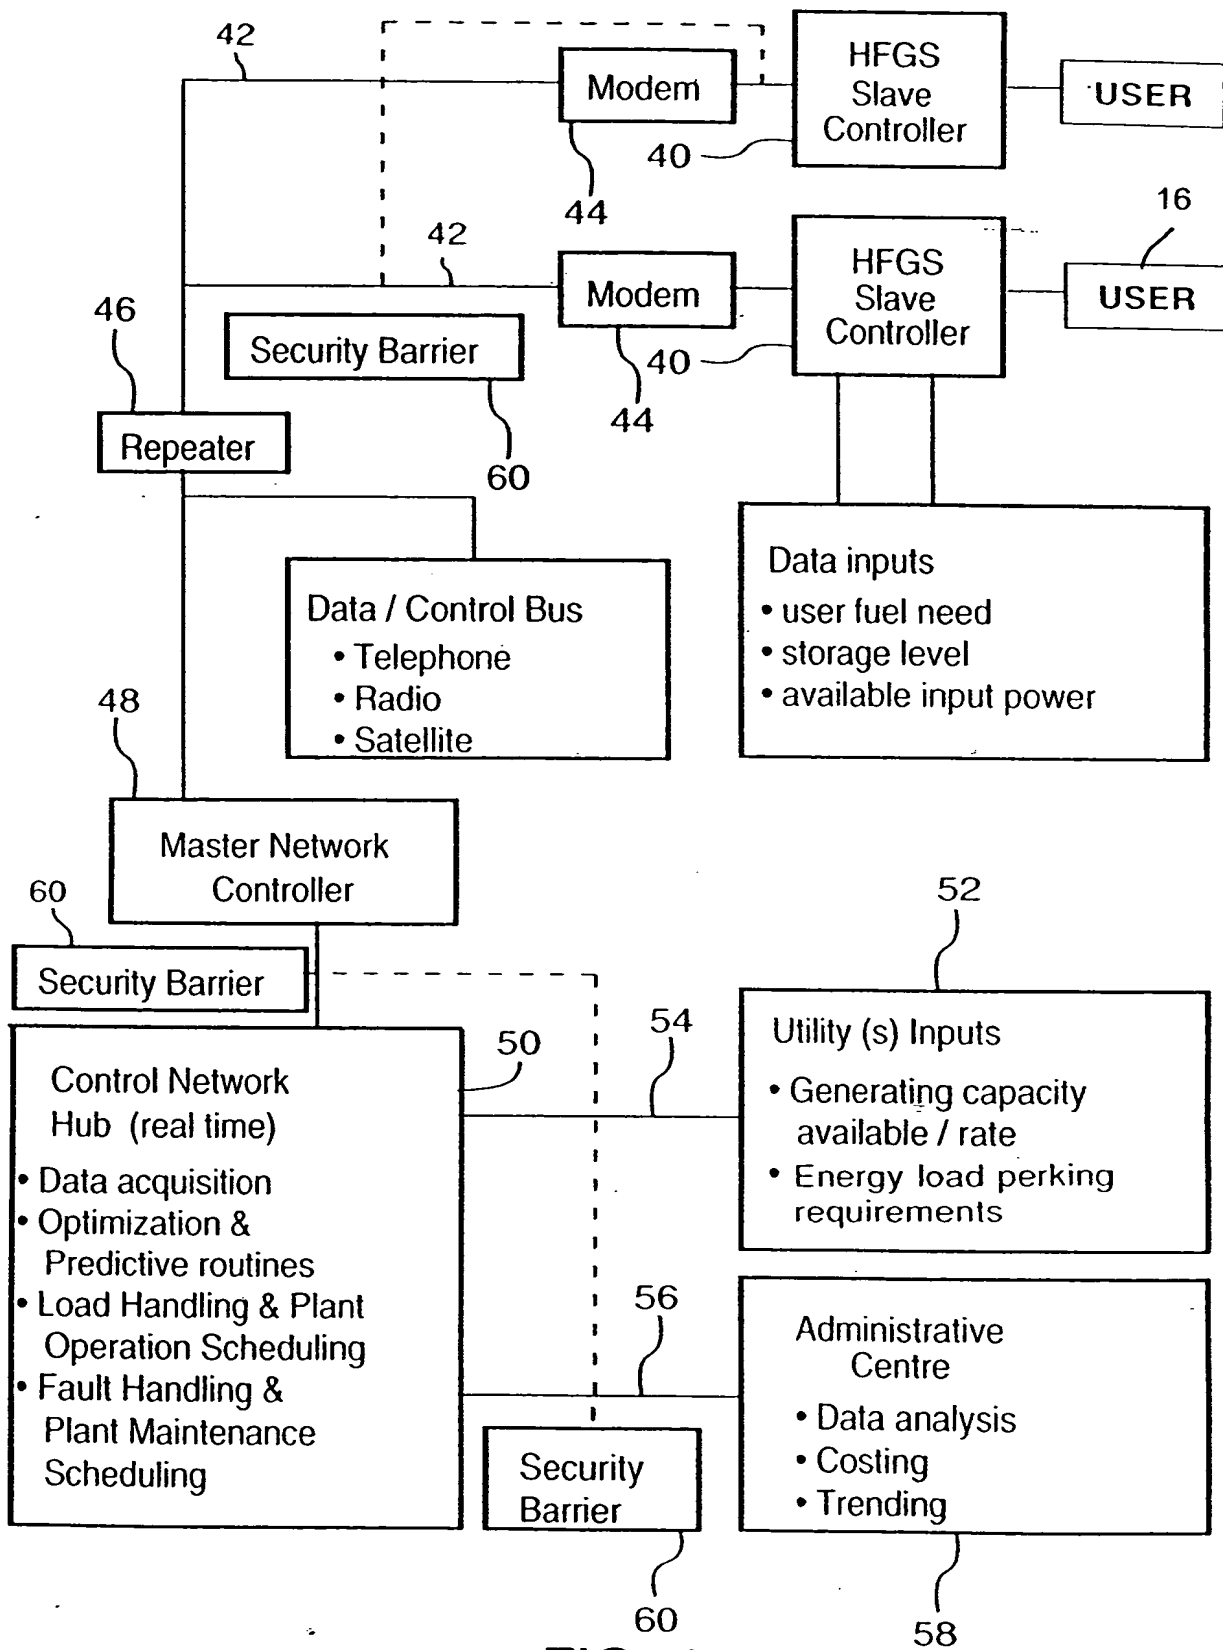 42
Modem
HFGS
Slave
Controller
USER
40
44
16
42
Modem
HFGS
Slave
Controller
USER
46
Security Barrier
40
44
Repeater
60
Data inputs
• user fuel need
• storage level
• available input power
Data / Control Bus
• Telephone
• Radio
• Satellite
48
Master Network
Controller
60
Security Barrier
52
50
54
Utility (s) Inputs
• Generating capacity
available / rate
• Energy load perking
requirements
Control Network
Hub (real time)
• Data acquisition
• Optimization &
Predictive routines
• Load Handling & Plant
Operation Scheduling
• Fault Handling &
Plant Maintenance
Scheduling
56
Administrative
Centre
• Data analysis
• Costing
• Trending
Security
Barrier
60
58